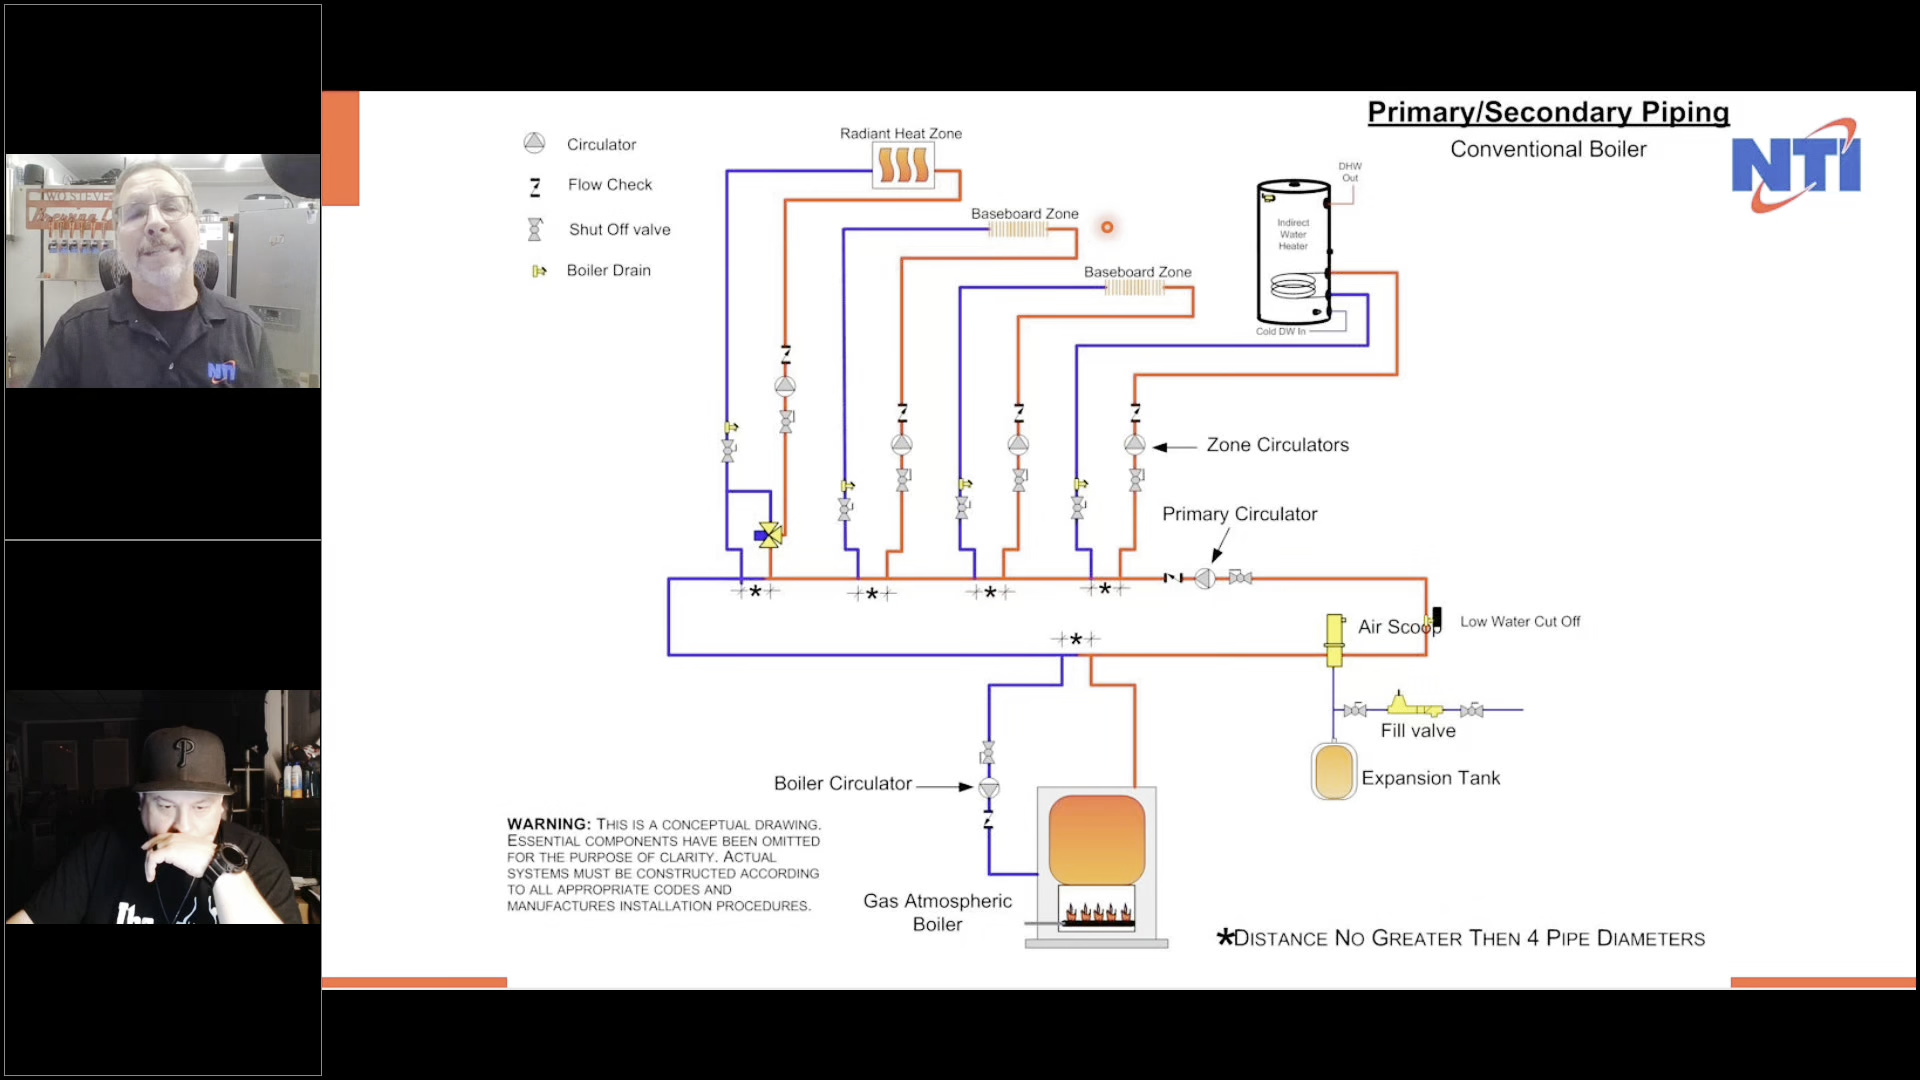 Primary/Secondary Piping
Conventional Boiler
NTI
Circulator
Flow Check
Shut Off valve
Boiler Drain
Radiant Heat Zone
Baseboard Zone
Baseboard Zone
DHW
Out
Indirect
Water
Heater
Cold DW In
Zone Circulators
Primary Circulator
*
*
*
*
*
Air Scoop
Low Water Cut Off
Fill valve
Expansion Tank
Boiler Circulator
Gas Atmospheric
Boiler
WARNING: THIS IS A CONCEPTUAL DRAWING.
ESSENTIAL COMPONENTS HAVE BEEN OMITTED
FOR THE PURPOSE OF CLARITY. ACTUAL
SYSTEMS MUST BE CONSTRUCTED ACCORDING
TO ALL APPROPRIATE CODES AND
MANUFACTURES INSTALLATION PROCEDURES.
*DISTANCE NO GREATER THEN 4 PIPE DIAMETERS
TWO STEVE
NTI
P
The